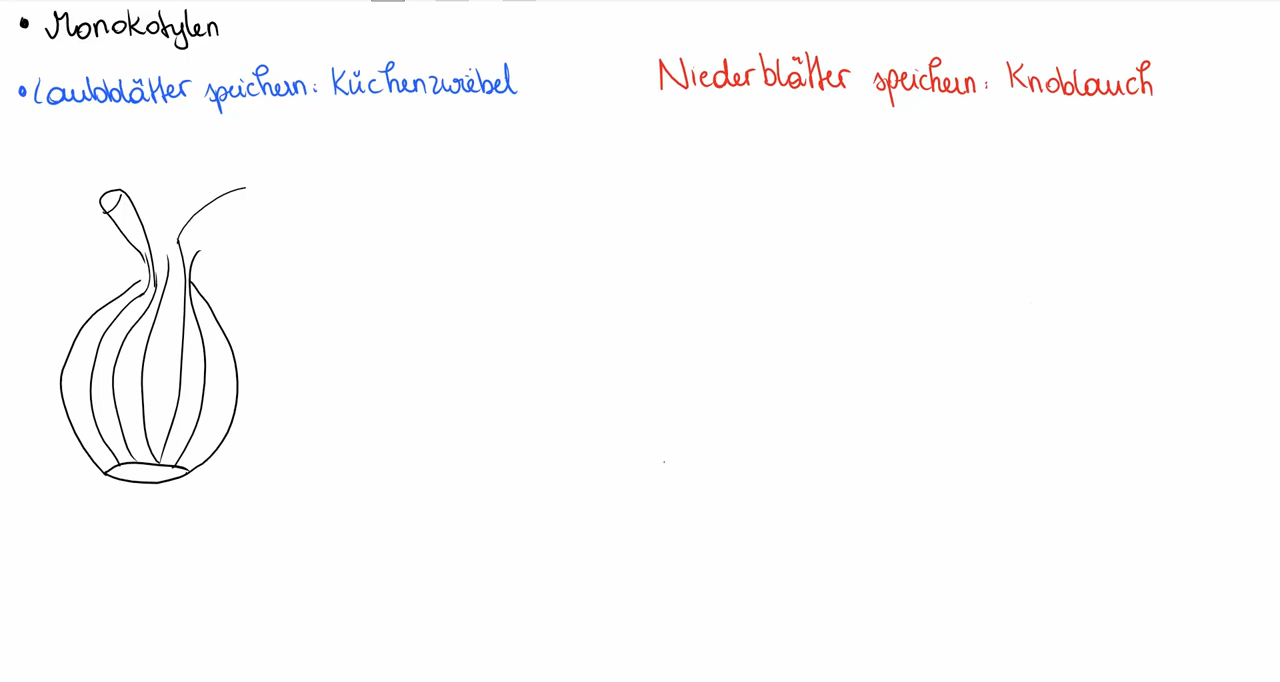 • Monokotylen
• Laubblätter speichern: Küchenzwiebel
Niederblätter speichern: Knoblauch